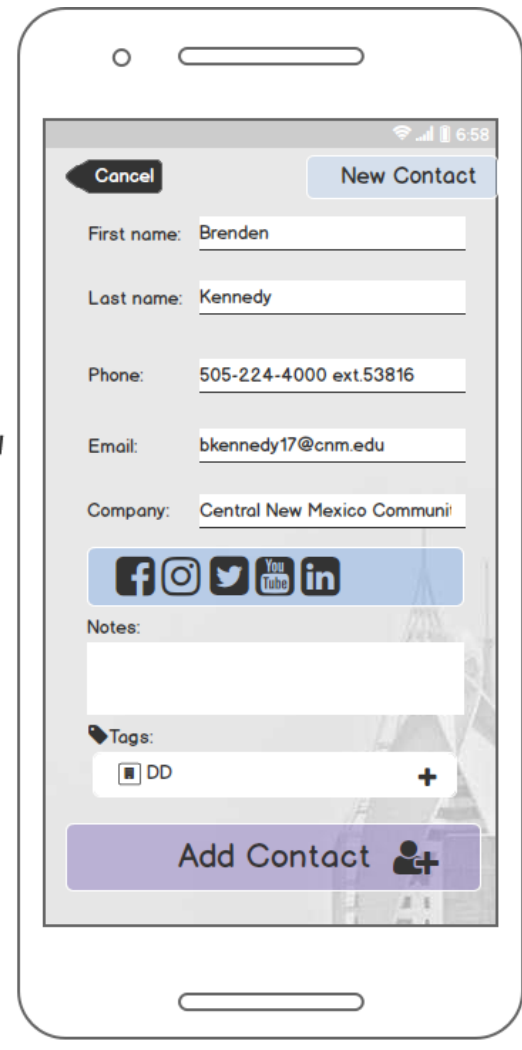 6:58
Cancel
New Contact
First name: Brenden
Last name: Kennedy
Phone: 505-224-4000 ext.53816
Email: bkennedy17@cnm.edu
Company: Central New Mexico Communi
You Tube in
Notes:
Tags:
DD
Add Contact